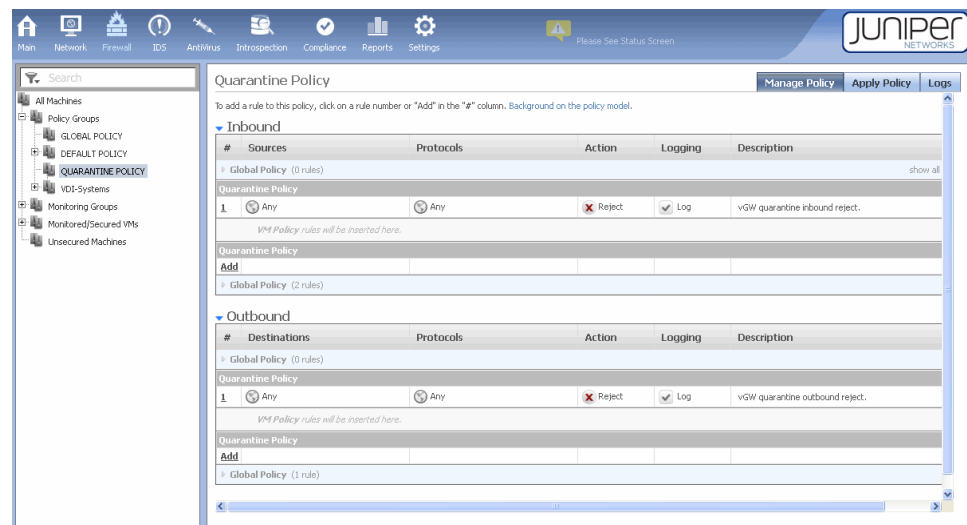 Main Network Firewall IDS AntiVirus Introspection Compliance Reports Settings
Please See Status Screen
JUNIPER
NETWORKS
Search
All Machines
Policy Groups
GLOBAL POLICY
DEFAULT POLICY
QUARANTINE POLICY
VDI-Systems
Monitoring Groups
Monitored/Secured VMs
Unsecured Machines
Quarantine Policy
Manage Policy Apply Policy Logs
To add a rule to this policy, click on a rule number or "Add" in the "#" column. Background on the policy model.
Inbound
# Sources Protocols Action Logging Description
Global Policy (0 rules) show all
Quarantine Policy
1 Any Any Reject Log vGW quarantine inbound reject.
VM Policy rules will be inserted here.
Quarantine Policy
Add
Global Policy (2 rules)
Outbound
# Destinations Protocols Action Logging Description
Global Policy (0 rules)
Quarantine Policy
1 Any Any Reject Log vGW quarantine outbound reject.
VM Policy rules will be inserted here.
Quarantine Policy
Add
Global Policy (1 rule)